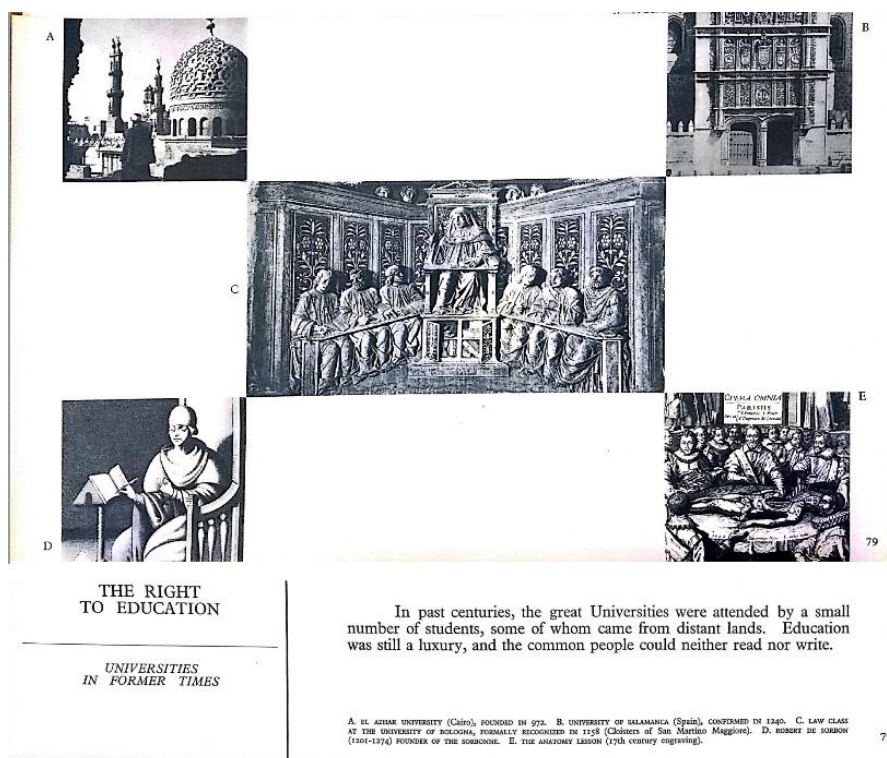 A
B
C
D
E
OPERA OMNIA
PARISIIS
79
THE RIGHT
TO EDUCATION
UNIVERSITIES
IN FORMER TIMES
In past centuries, the great Universities were attended by a small
number of students, some of whom came from distant lands. Education
was still a luxury, and the common people could neither read nor write.
A. EL AZHAR UNIVERSITY (Cairo), FOUNDED IN 972. B. UNIVERSITY OF SALAMANCA (Spain), CONFIRMED IN 1240. C. LAW CLASS
AT THE UNIVERSITY OF BOLOGNA, FORMALLY RECOGNIZED IN 1158 (Cloisters of San Martino Maggiore). D. ROBERT DE SORBON
(1201-1274) FOUNDER OF THE SORBONNE. E. THE ANATOMY LESSON (17th century engraving).
7